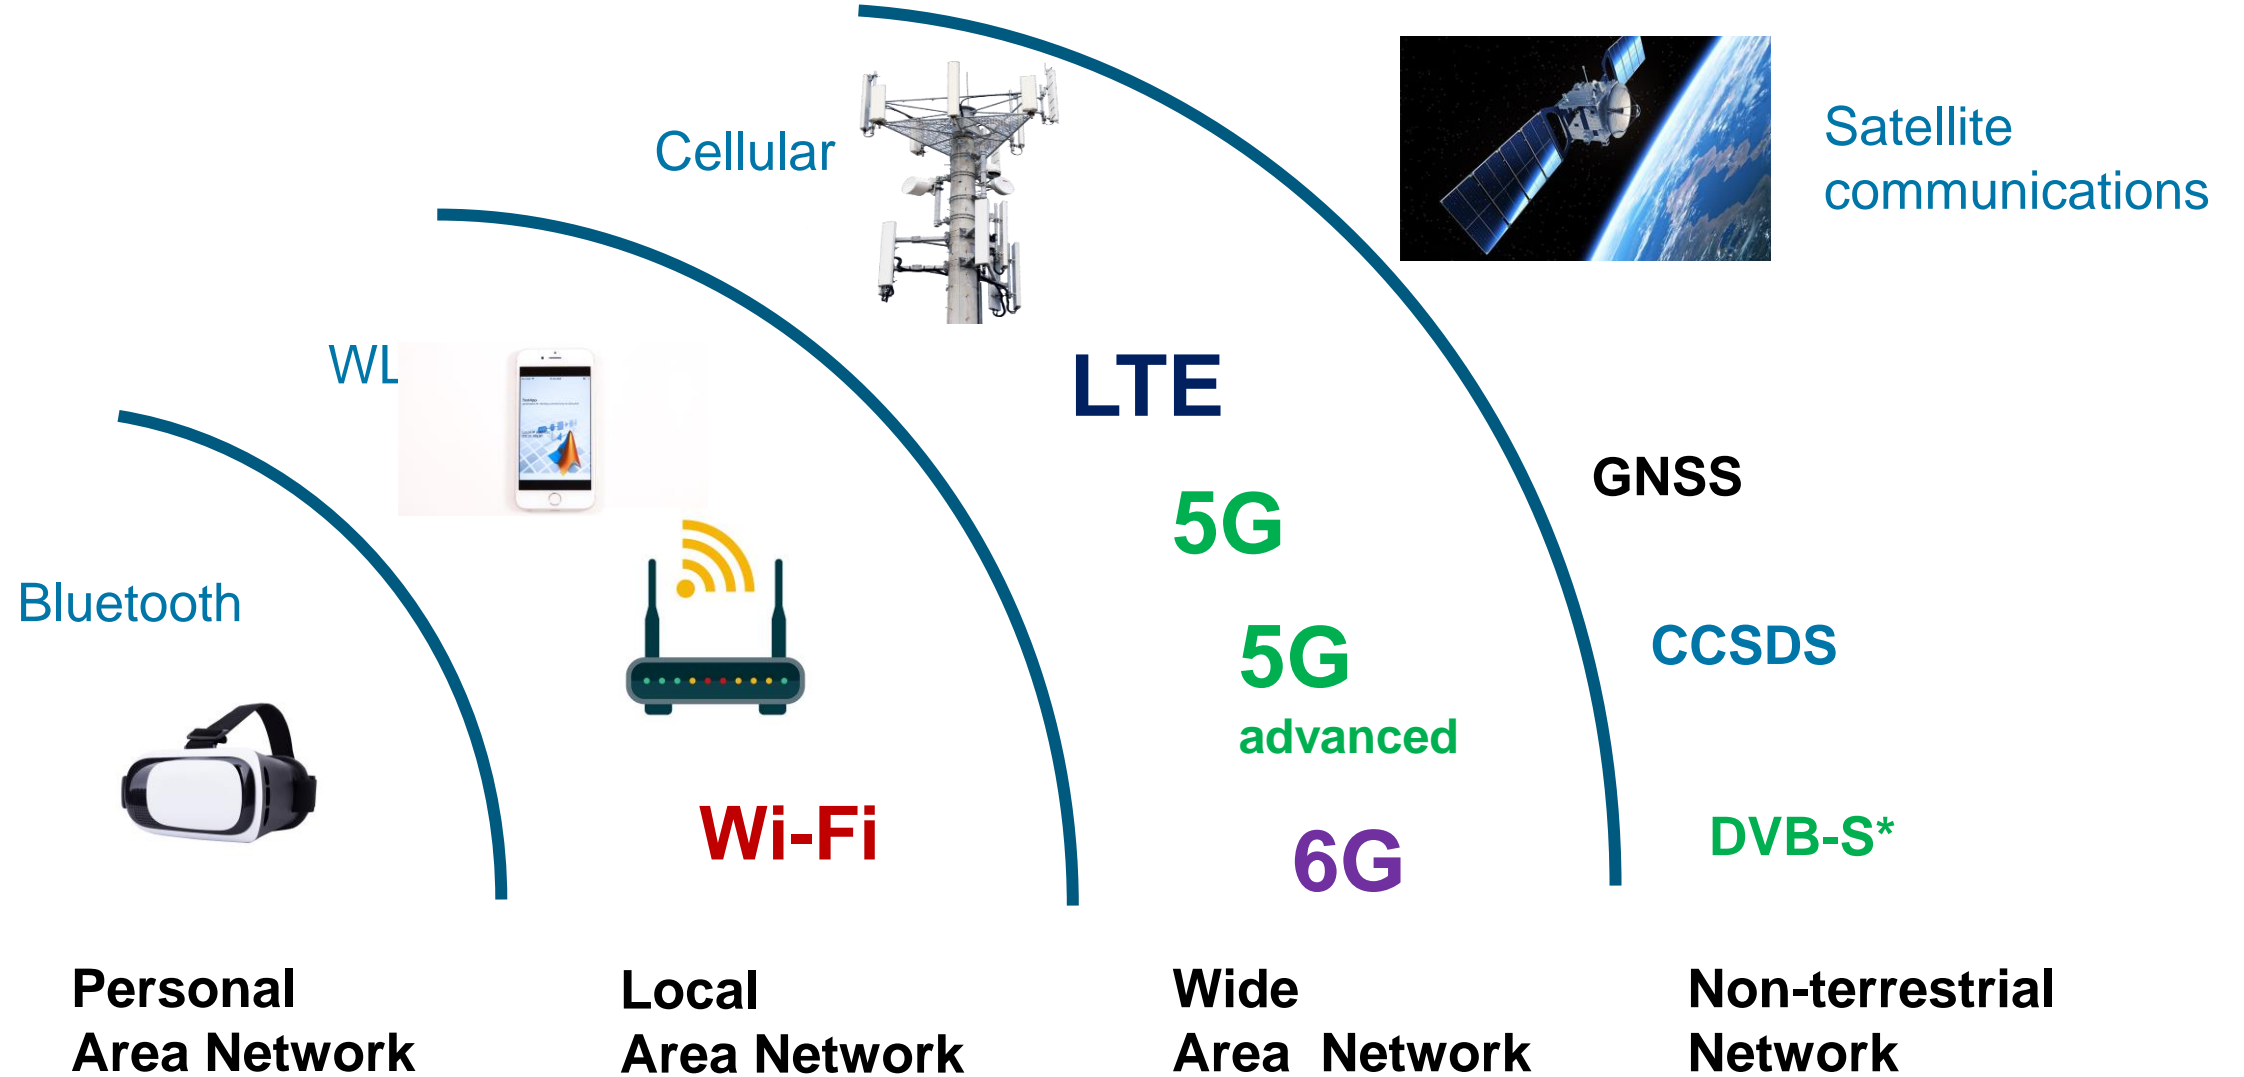 Cellular
Satellite
communications
WL
LTE
GNSS
5G
Bluetooth
5G
advanced
CCSDS
Wi-Fi
6G
DVB-S*
Personal
Area Network
Local
Area Network
Wide
Area Network
Non-terrestrial
Network